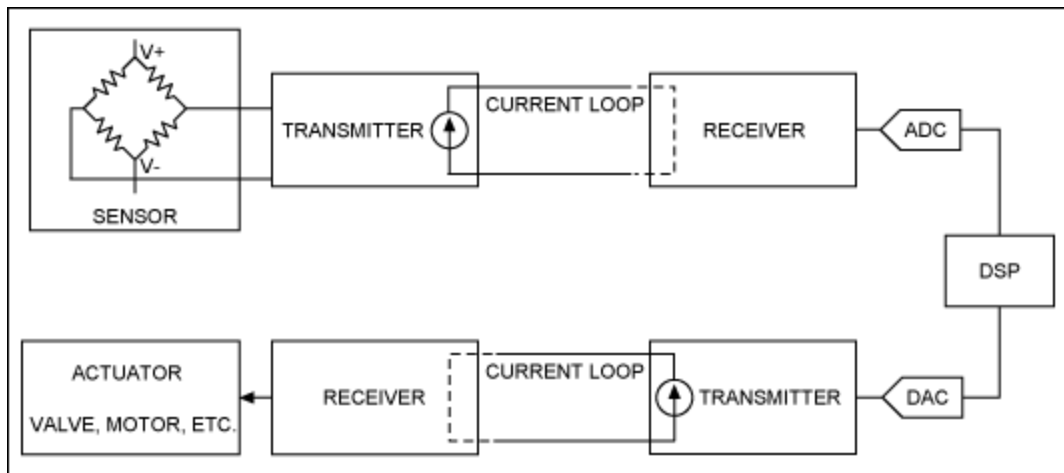 V+
V-
SENSOR
TRANSMITTER
CURRENT LOOP
RECEIVER
ADC
DSP
ACTUATOR
VALVE, MOTOR, ETC.
RECEIVER
CURRENT LOOP
TRANSMITTER
DAC